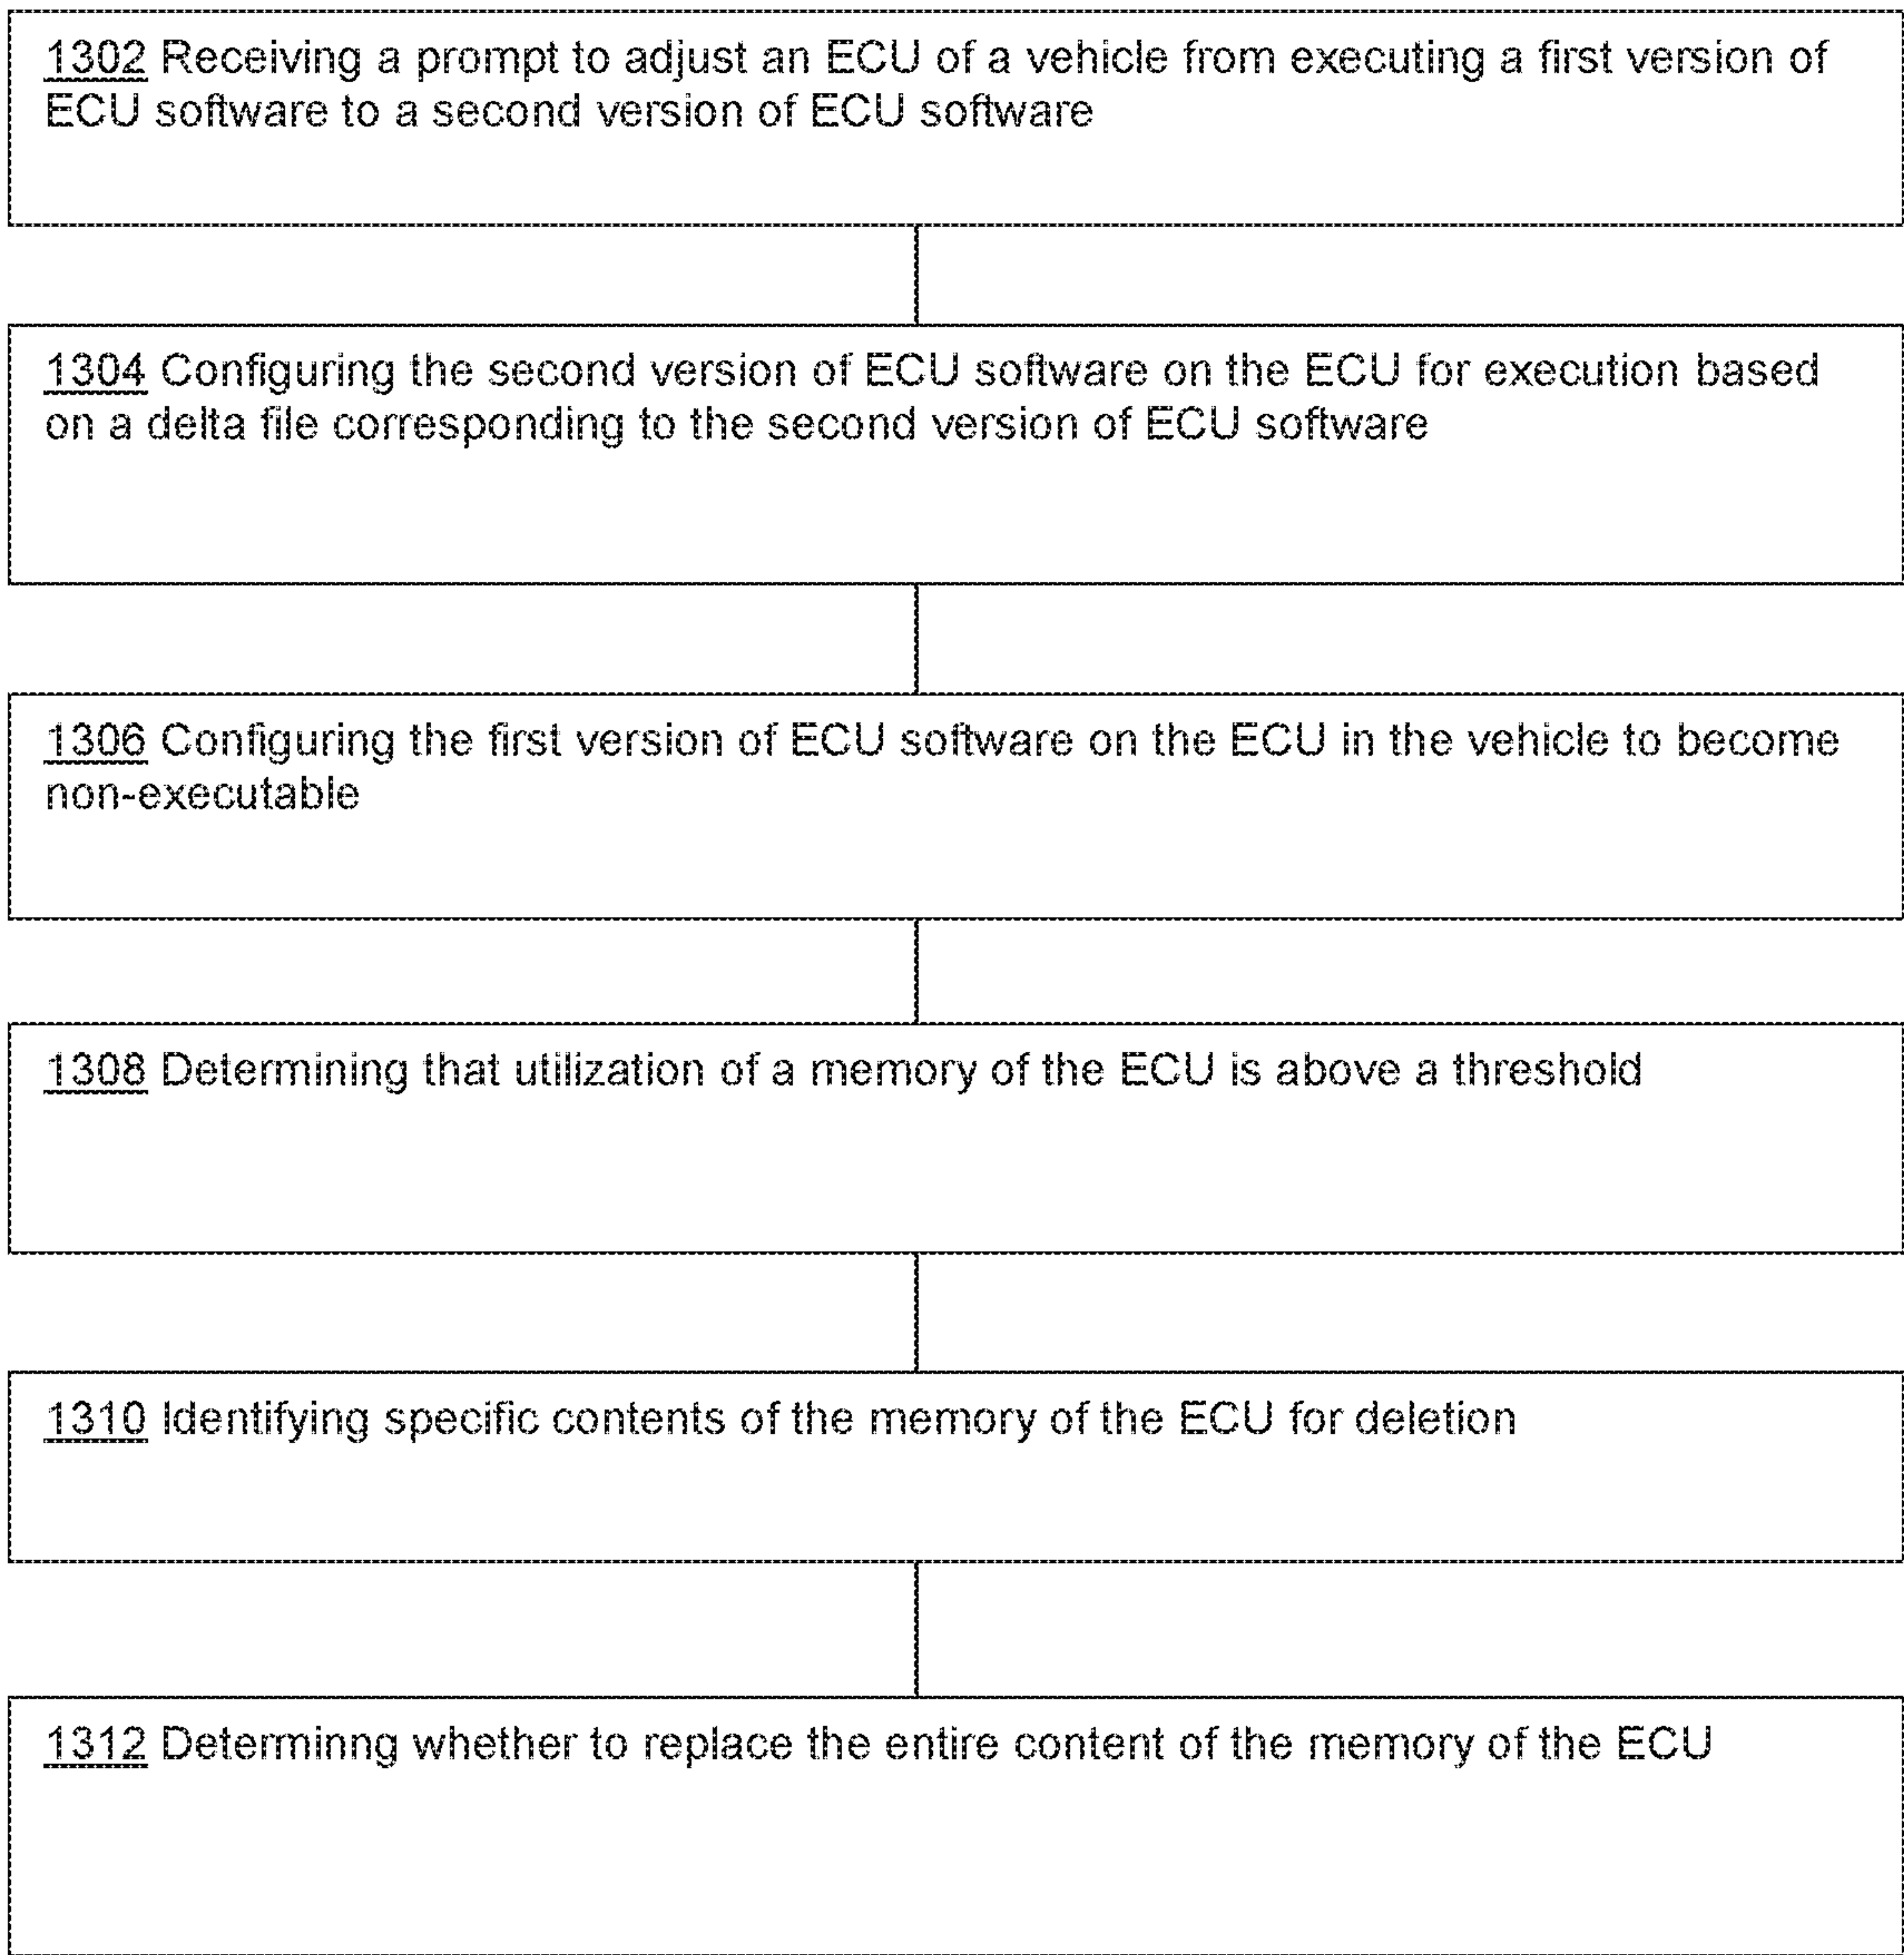 1302 Receiving a prompt to adjust an ECU of a vehicle from executing a first version of
ECU software to a second version of ECU software
1304 Configuring the second version of ECU software on the ECU for execution based
on a delta file corresponding to the second version of ECU software
1306 Configuring the first version of ECU software on the ECU in the vehicle to become
non-executable
1308 Determining that utilization of a memory of the ECU is above a threshold
1310 Identifying specific contents of the memory of the ECU for deletion
1312 Determinng whether to replace the entire content of the memory of the ECU